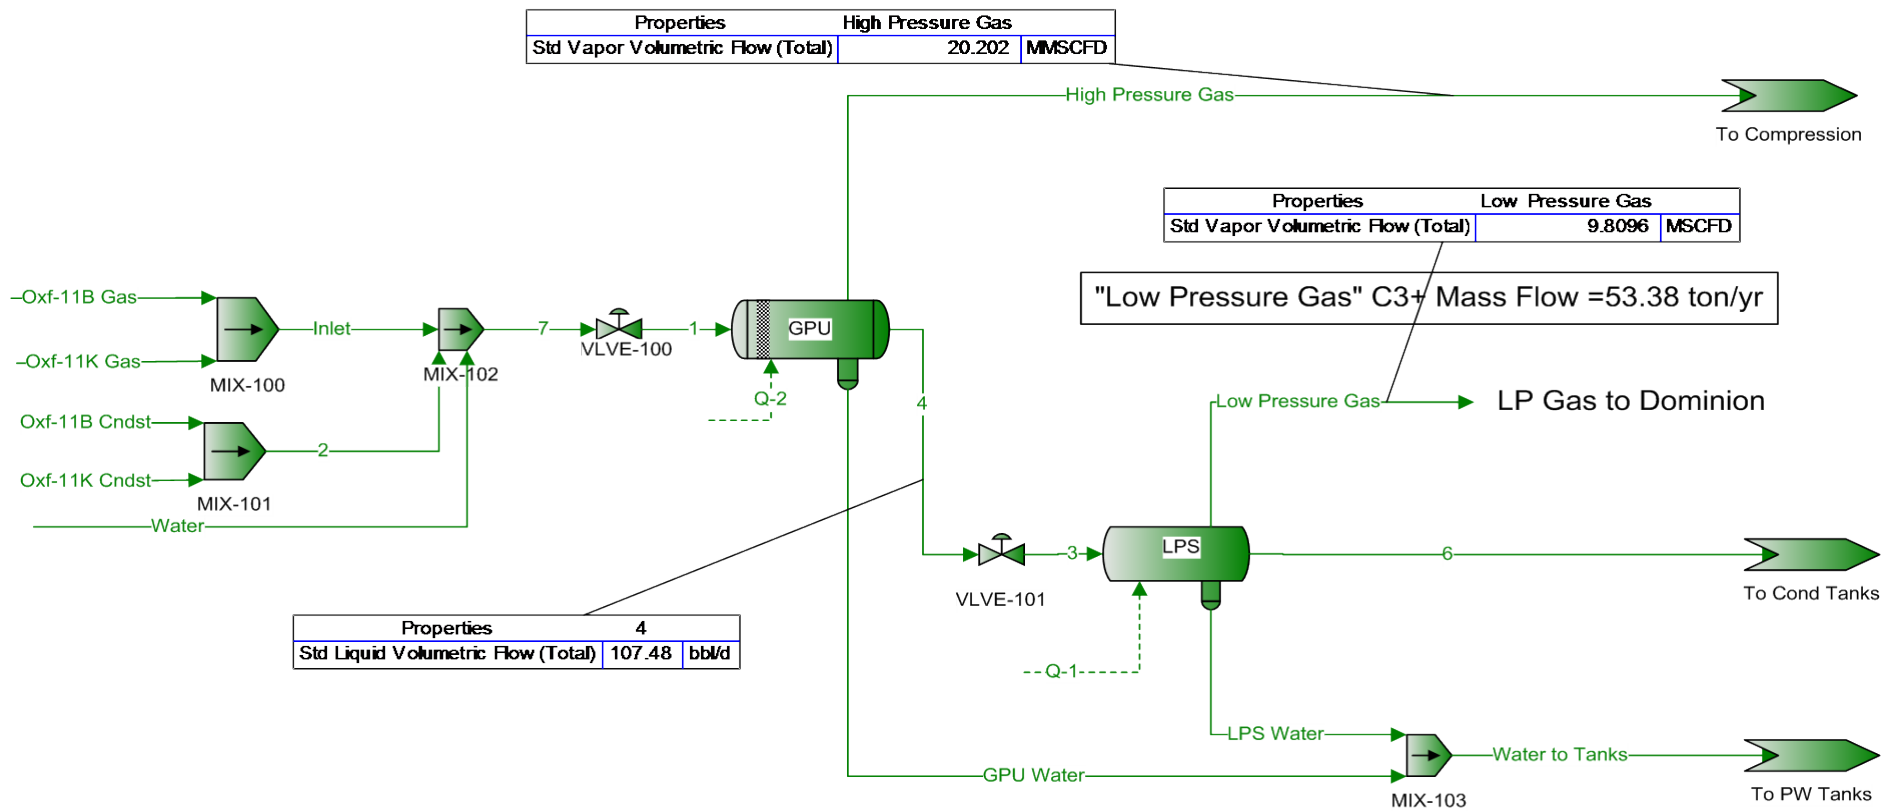 Properties High Pressure Gas
Std Vapor Volumetric Flow (Total) 20.202 MMSCFD
High Pressure Gas
To Compression
Properties Low Pressure Gas
Std Vapor Volumetric Flow (Total) 9.8096 MSCFD
"Low Pressure Gas" C3+ Mass Flow =53.38 ton/yr
Oxf-11B Gas
Inlet
7
1
GPU
VLVE-100
Oxf-11K Gas
MIX-100
MIX-102
Q-2
4
Low Pressure Gas
LP Gas to Dominion
Oxf-11B Cndst
2
Oxf-11K Cndst
MIX-101
Water
3
LPS
6
VLVE-101
To Cond Tanks
Properties 4
Std Liquid Volumetric Flow (Total) 107.48 bbl/d
Q-1
LPS Water
Water to Tanks
GPU Water
MIX-103
To PW Tanks